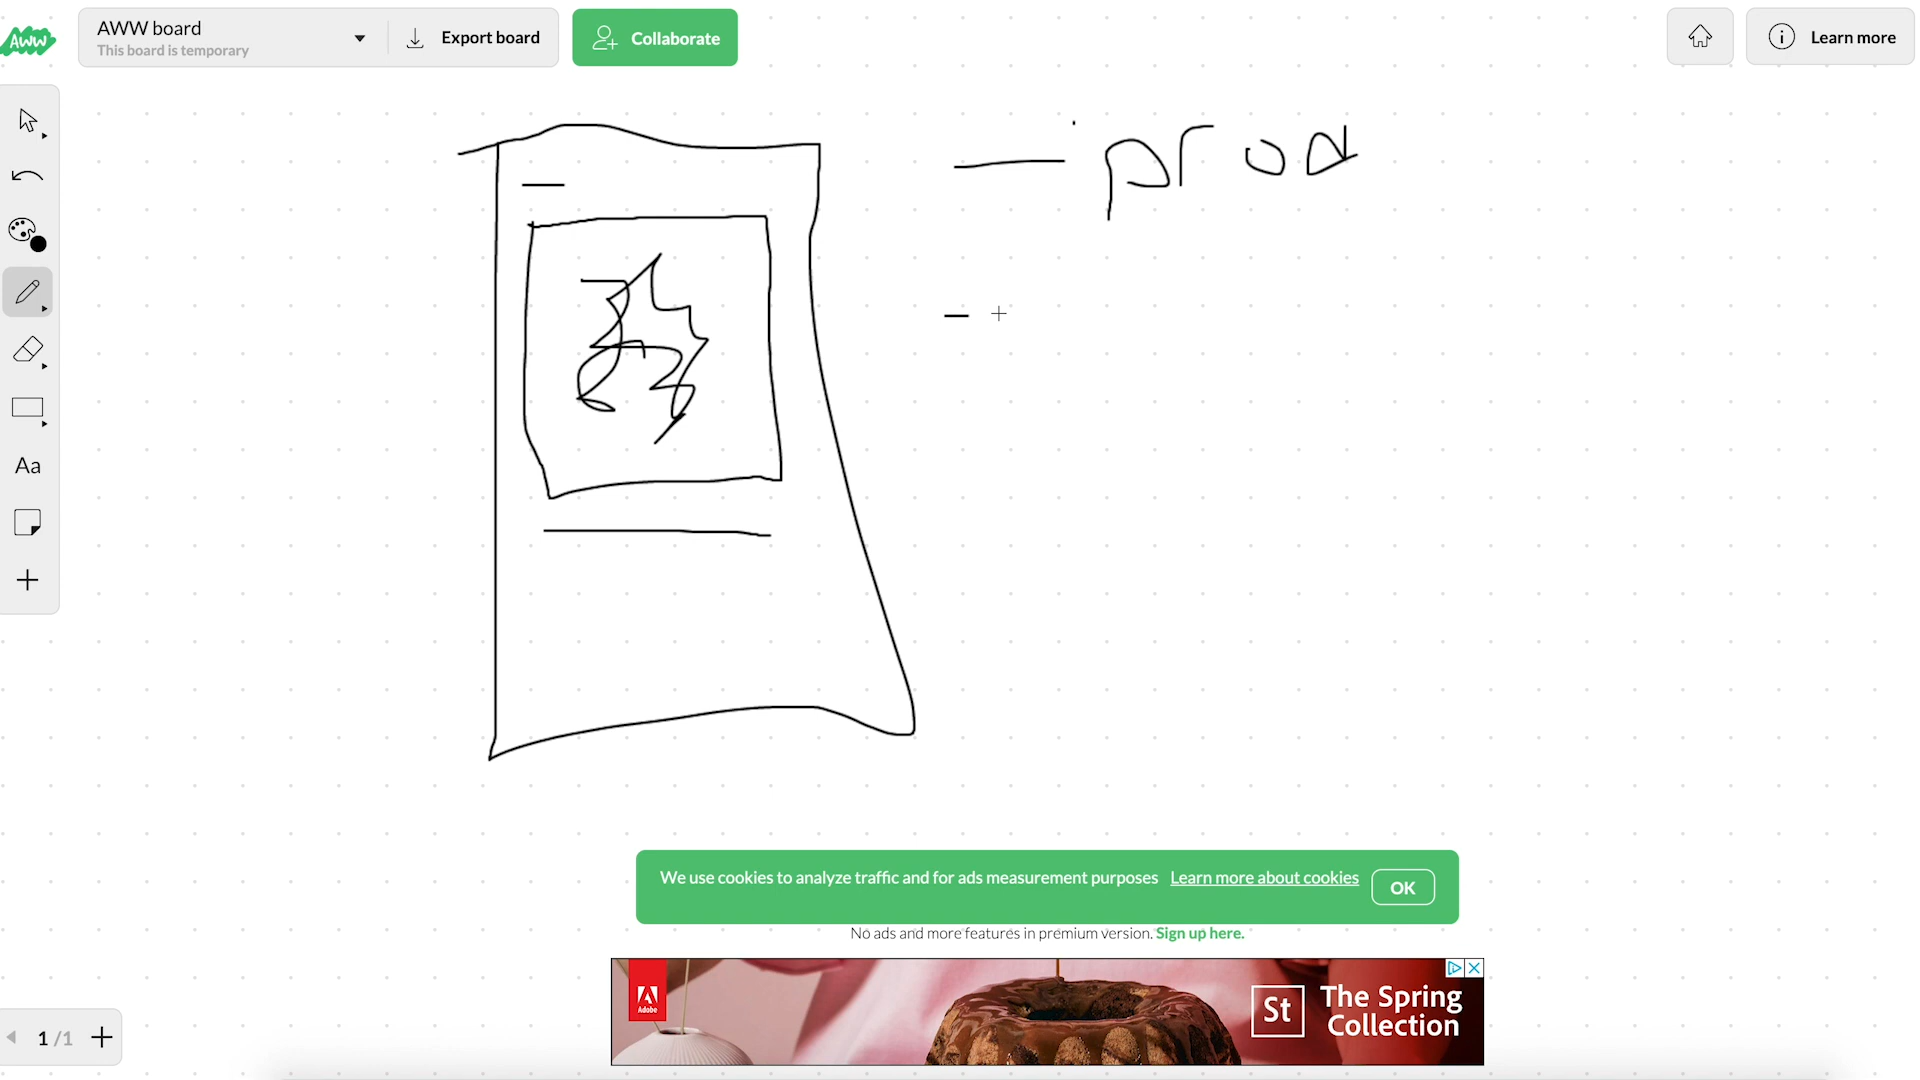 AWW
AWW board
This board is temporary
Export board
Collaborate
Learn more
prod
Aa
We use cookies to analyze traffic and for ads measurement purposes Learn more about cookies
OK
No ads and more features in premium version. Sign up here.
Adobe
St
The Spring
Collection
1 /1